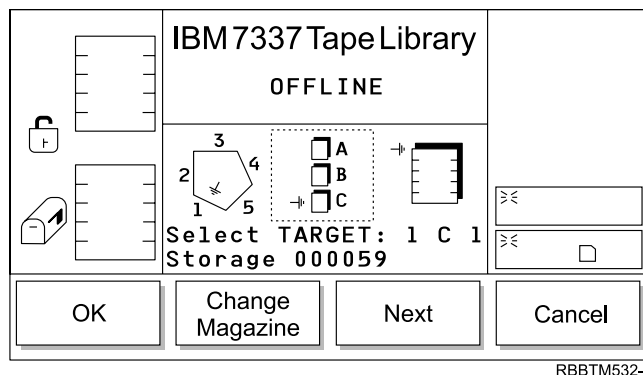 IBM 7337 Tape Library
OFFLINE
3
2
4
1
5
A
B
C
Select TARGET: 1 C 1
Storage 000059
OK
Change
Magazine
Next
Cancel
RBBTM532-